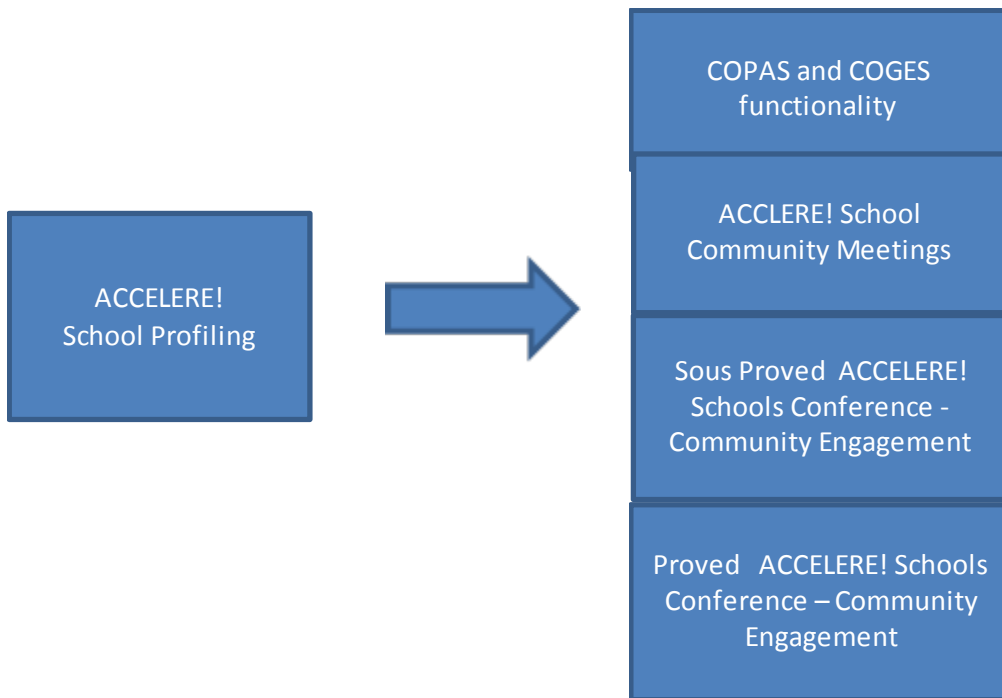 COPAS and COGES
functionality
ACCLERE! School
Community Meetings
ACCELERE!
School Profiling
Sous Proved ACCELERE!
Schools Conference -
Community Engagement
Proved ACCELERE! Schools
Conference – Community
Engagement